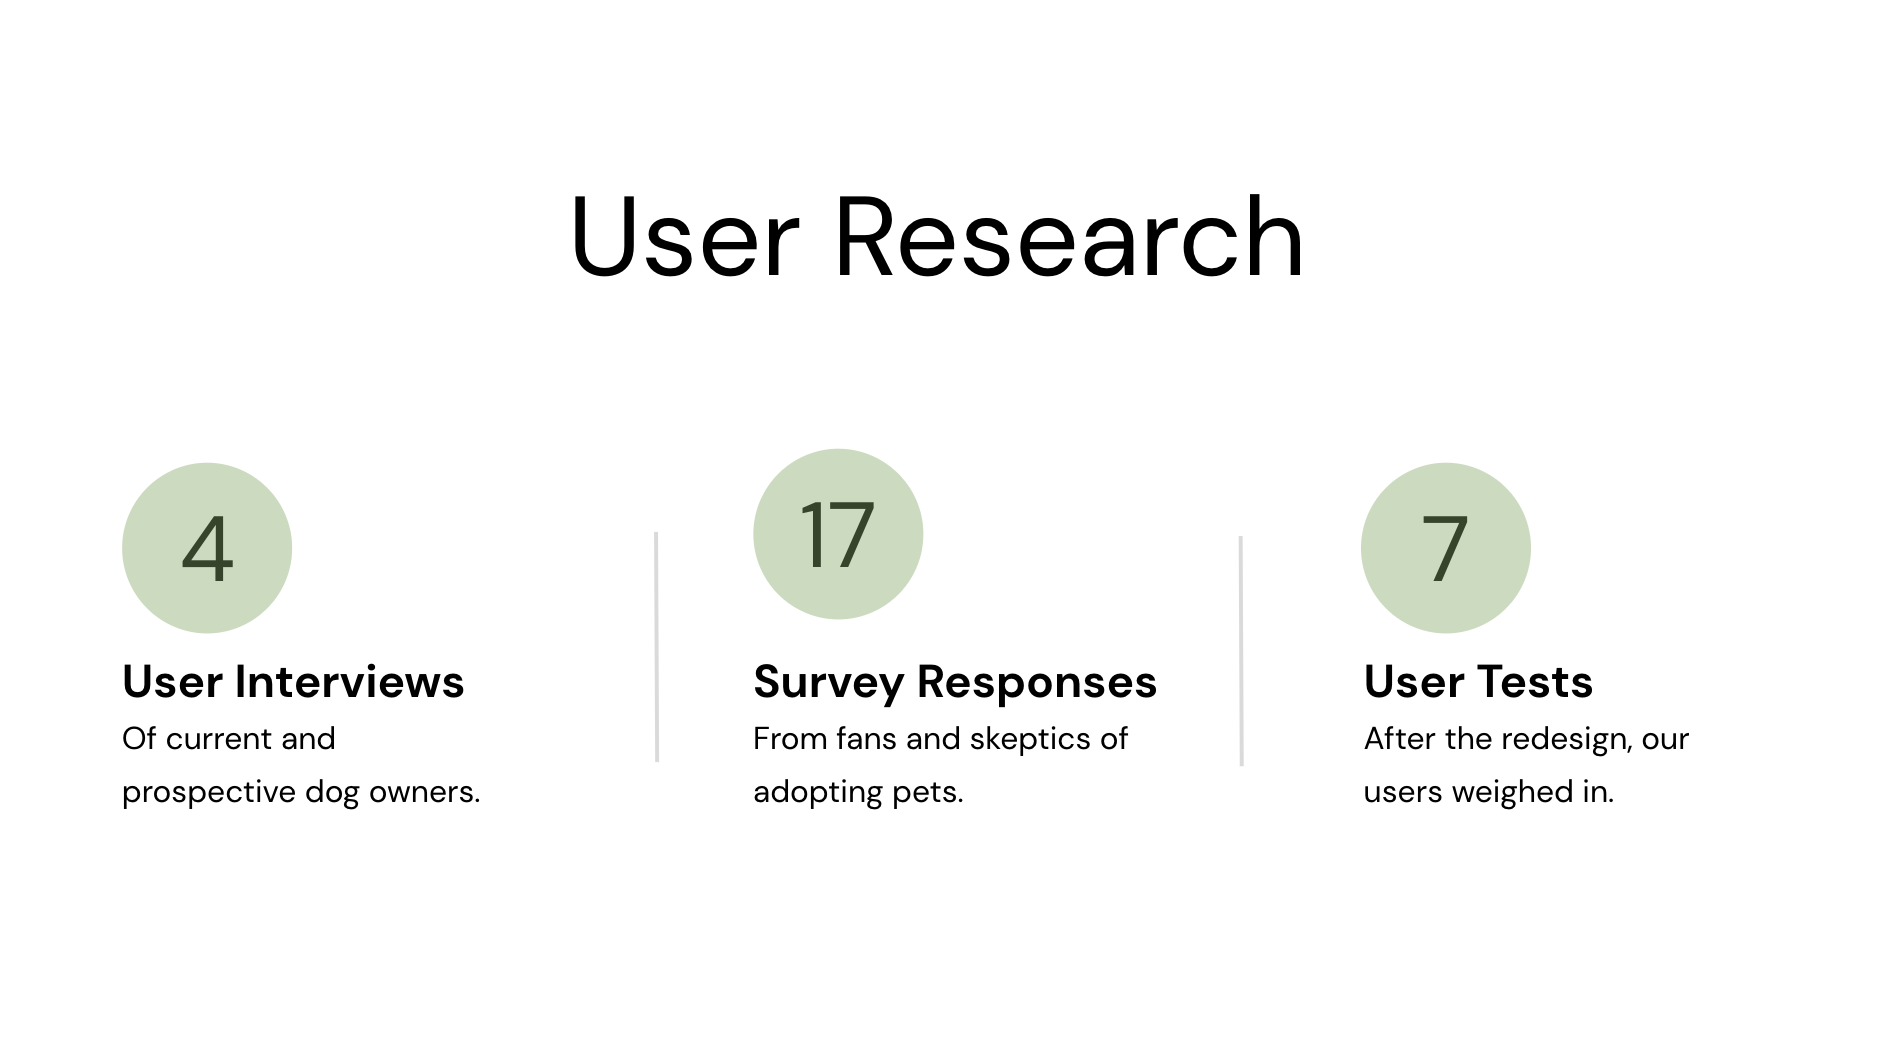 User Research
4
User Interviews
Of current and
prospective dog owners.
17
Survey Responses
From fans and skeptics of
adopting pets.
7
User Tests
After the redesign, our
users weighed in.